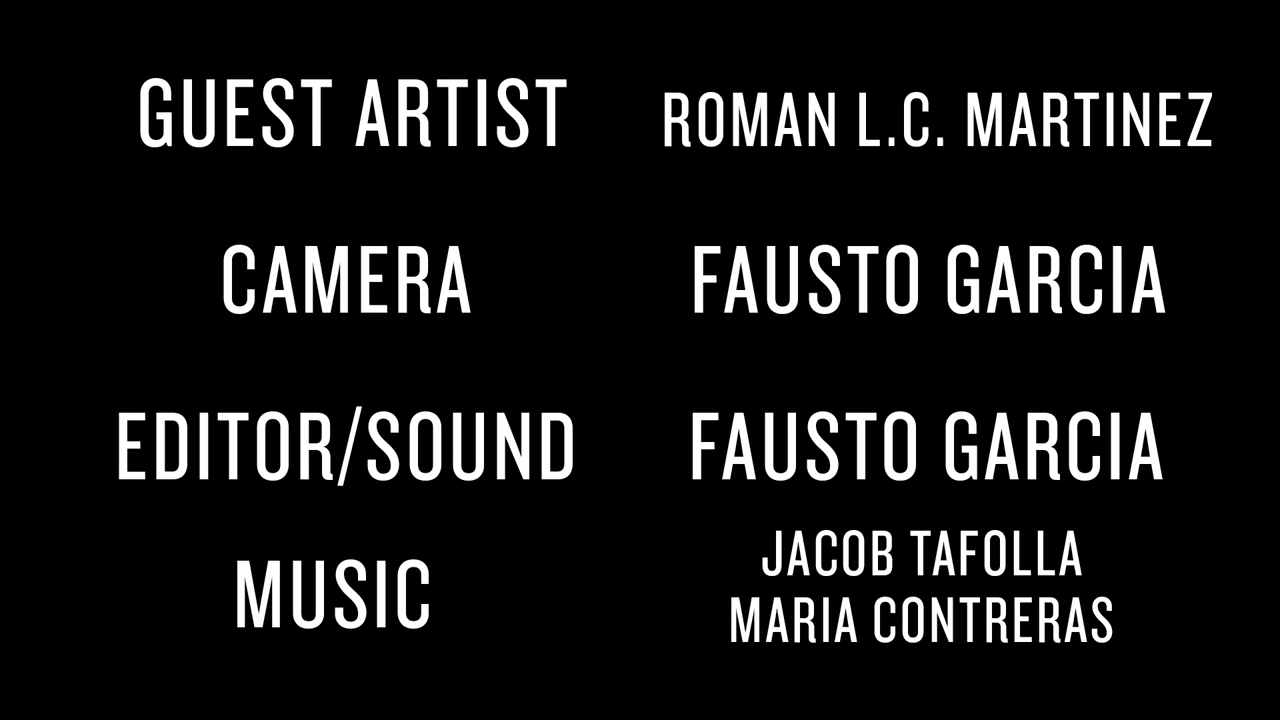 GUEST ARTIST ROMAN L.C. MARTINEZ
CAMERA FAUSTO GARCIA
EDITOR/SOUND FAUSTO GARCIA
MUSIC JACOB TAFOLLA
MARIA CONTRERAS